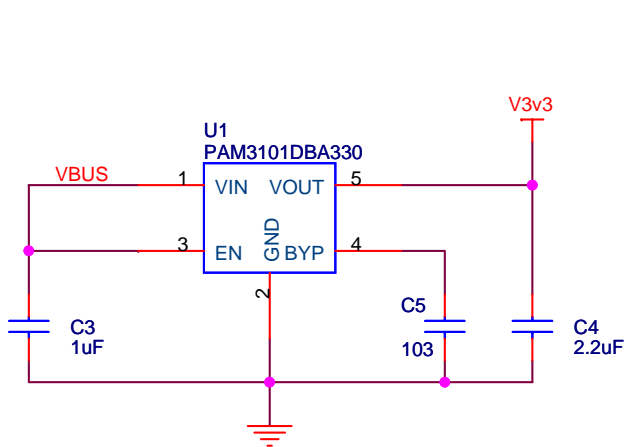 V3v3
U1
PAM3101DBA330
VBUS
1
VIN
VOUT
5
3
EN
GND
BYP
4
2
C3
1uF
C5
103
C4
2.2uF